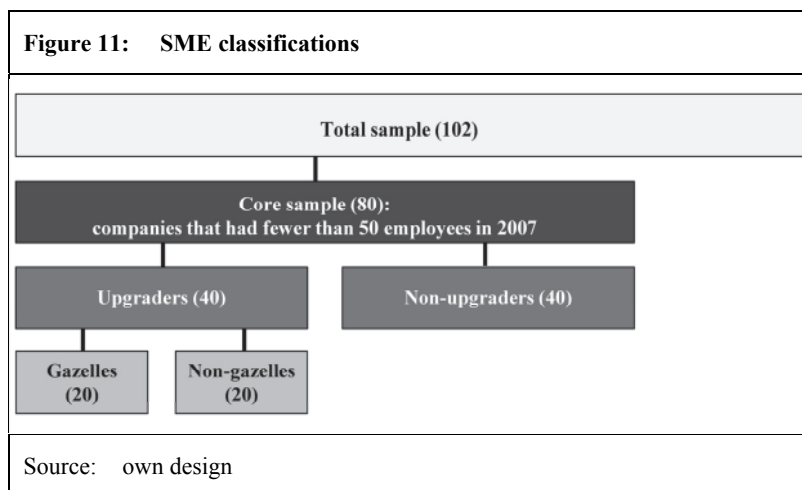 Figure 11: SME classifications
Total sample (102)
Core sample (80):
companies that had fewer than 50 employees in 2007
Upgraders (40)
Non-upgraders (40)
Gazelles
(20)
Non-gazelles
(20)
Source: own design